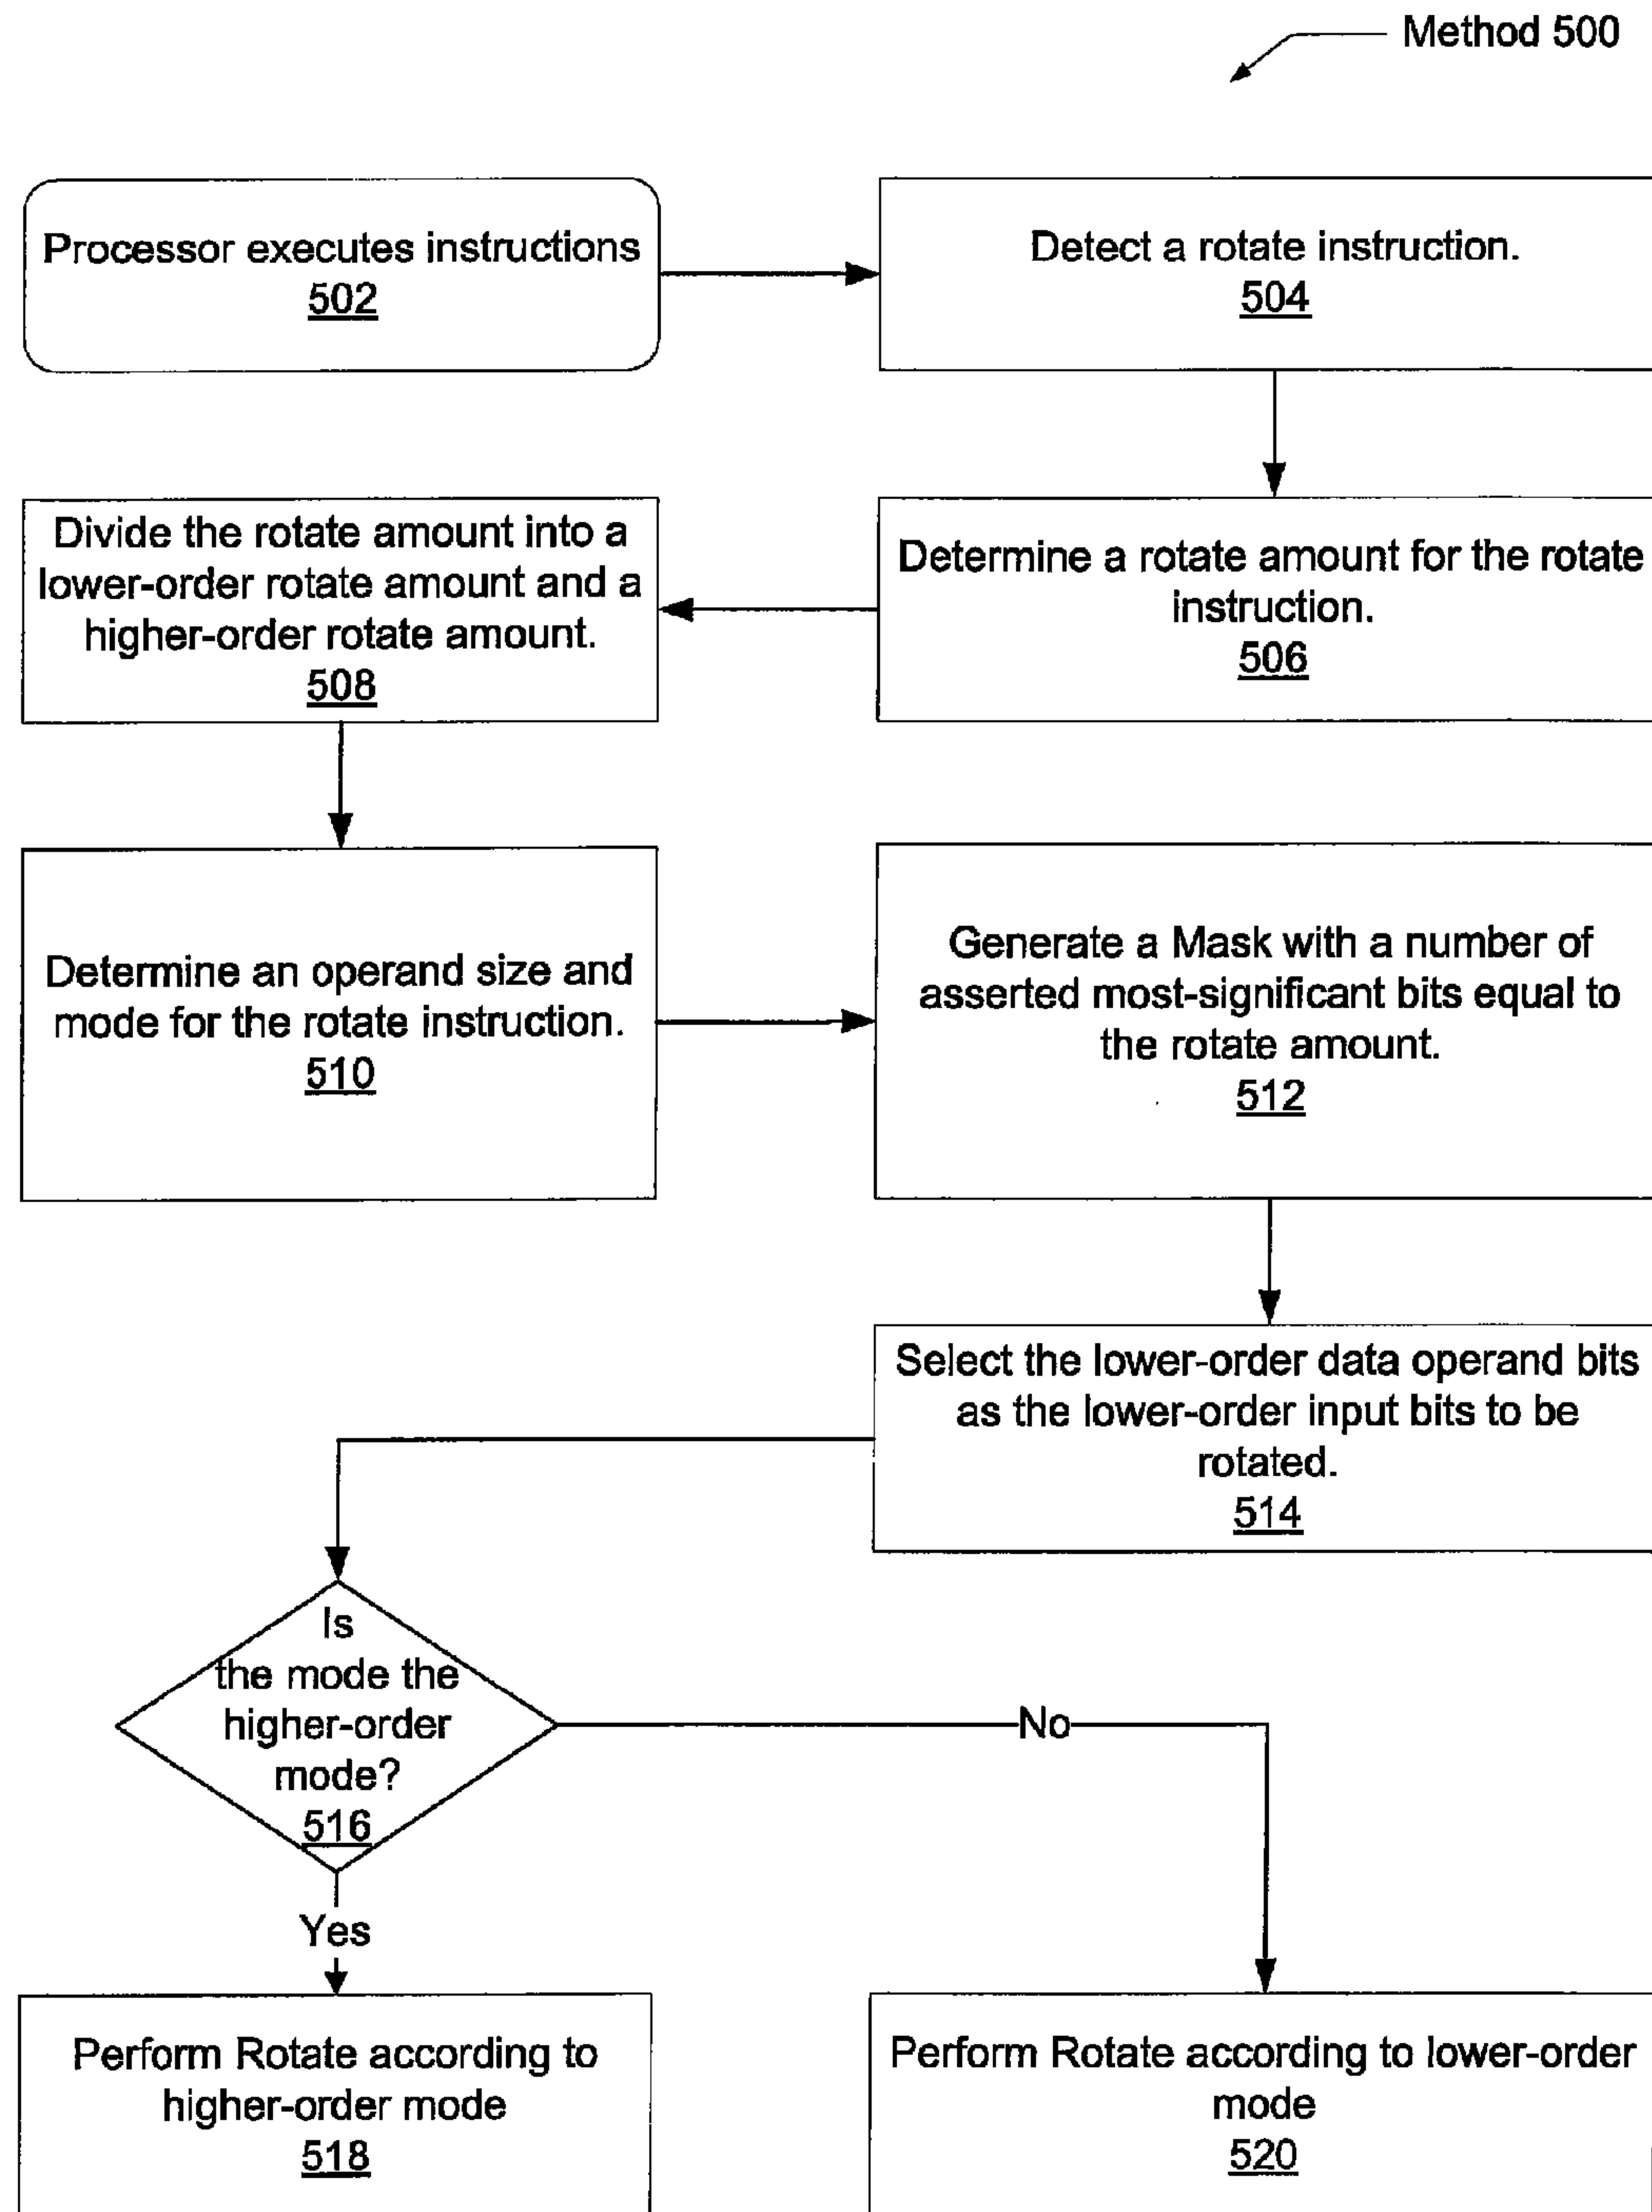 Method 500
Processor executes instructions
502
Detect a rotate instruction.
504
Determine a rotate amount for the rotate
instruction.
506
Divide the rotate amount into a
lower-order rotate amount and a
higher-order rotate amount.
508
Determine an operand size and
mode for the rotate instruction.
510
Generate a Mask with a number of
asserted most-significant bits equal to
the rotate amount.
512
Select the lower-order data operand bits
as the lower-order input bits to be
rotated.
514
Is
the mode the
higher-order
mode?
516
No
Yes
Perform Rotate according to
higher-order mode
518
Perform Rotate according to lower-order
mode
520